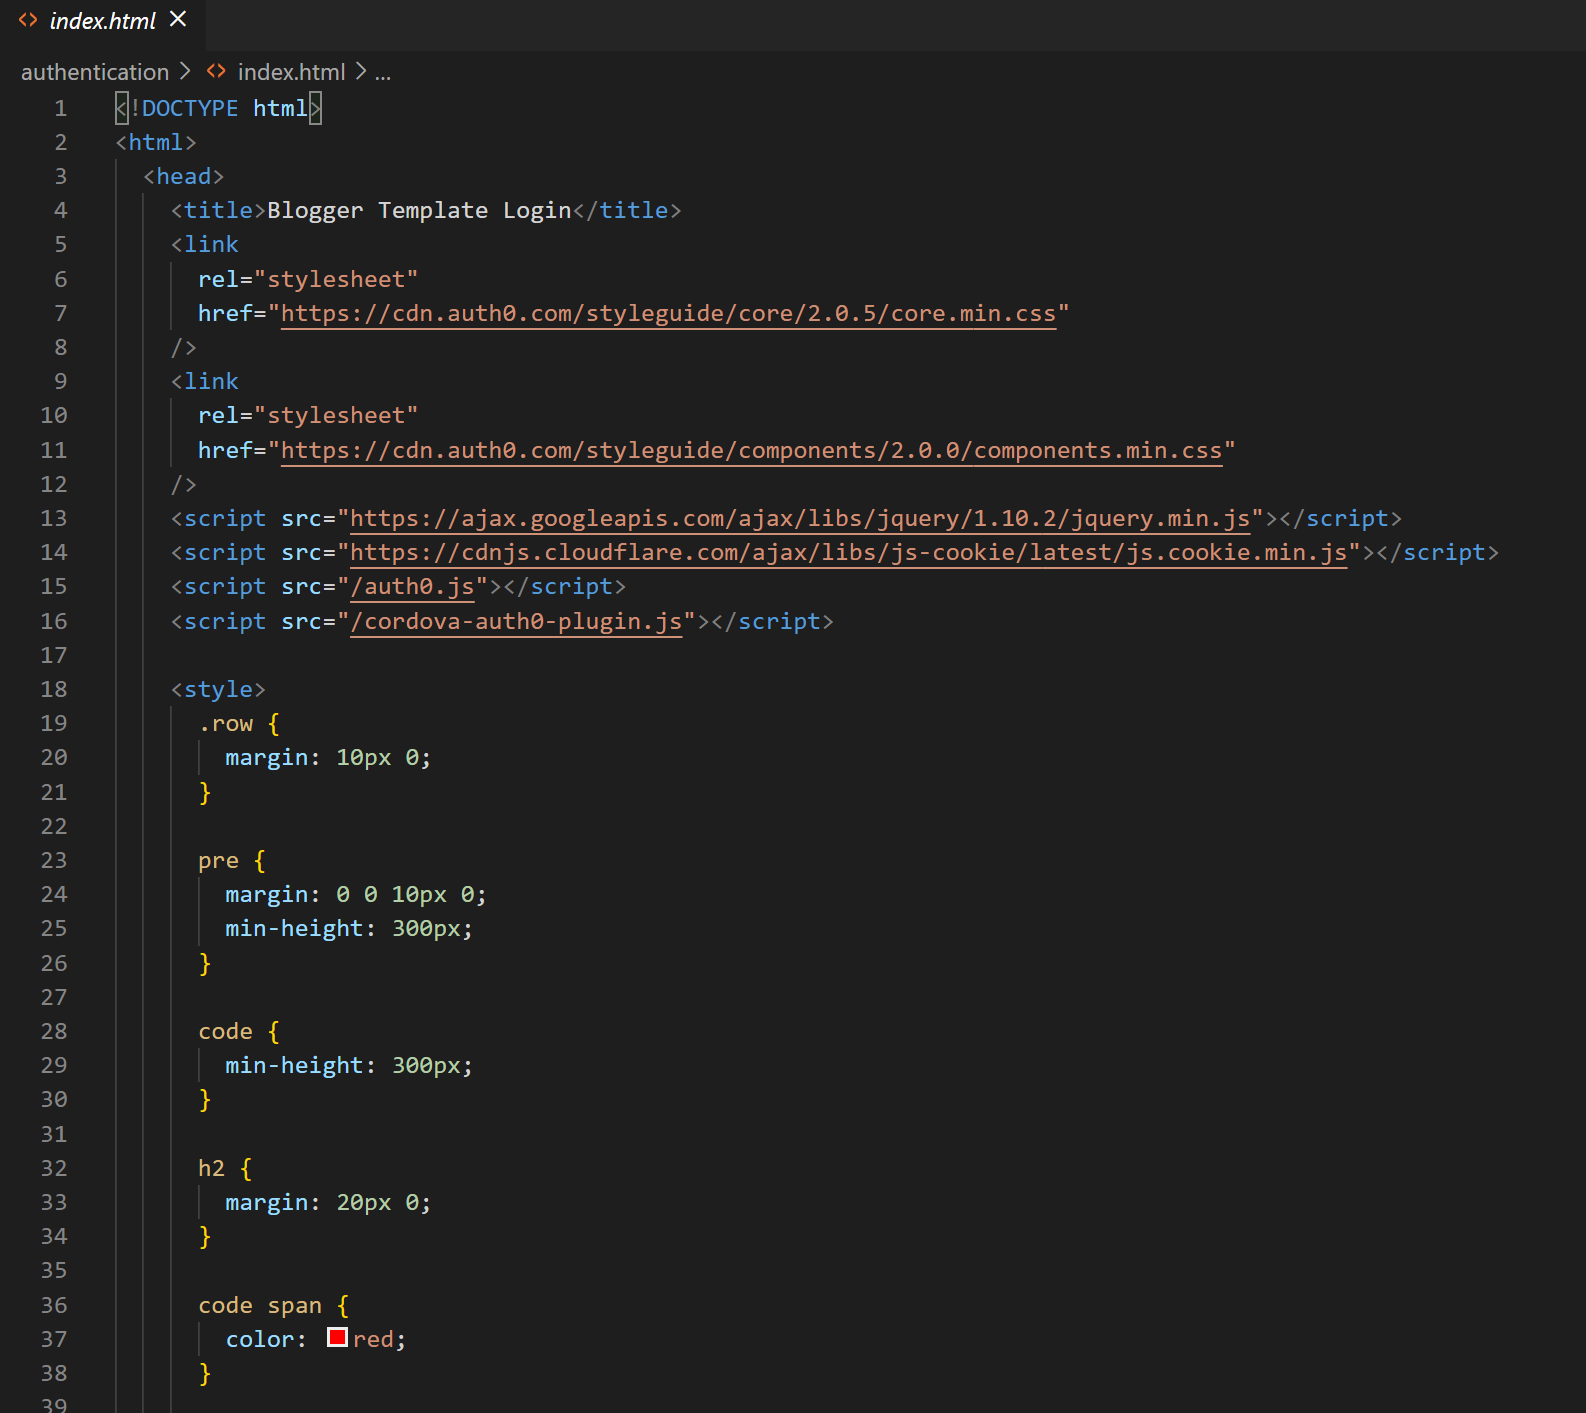 index.html
authentication > index.html > ...
1 <!DOCTYPE html>
2 <html>
3 <head>
4 <title>Blogger Template Login</title>
5 <link
6 rel="stylesheet"
7 href="https://cdn.auth0.com/styleguide/core/2.0.5/core.min.css"
8 />
9 <link
10 rel="stylesheet"
11 href="https://cdn.auth0.com/styleguide/components/2.0.0/components.min.css"
12 />
13 <script src="https://ajax.googleapis.com/ajax/libs/jquery/1.10.2/jquery.min.js"></script>
14 <script src="https://cdnjs.cloudflare.com/ajax/libs/js-cookie/latest/js.cookie.min.js"></script>
15 <script src="/auth0.js"></script>
16 <script src="/cordova-auth0-plugin.js"></script>
17
18 <style>
19 .row {
20 margin: 10px 0;
21 }
22
23 pre {
24 margin: 0 0 10px 0;
25 min-height: 300px;
26 }
27
28 code {
29 min-height: 300px;
30 }
31
32 h2 {
33 margin: 20px 0;
34 }
35
36 code span {
37 color: red;
38 }
39